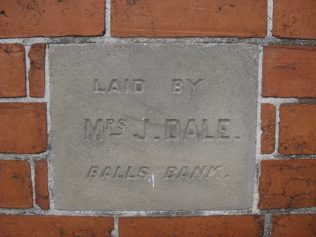 LAID BY
MRS J. DALE.
BALLS BANK.